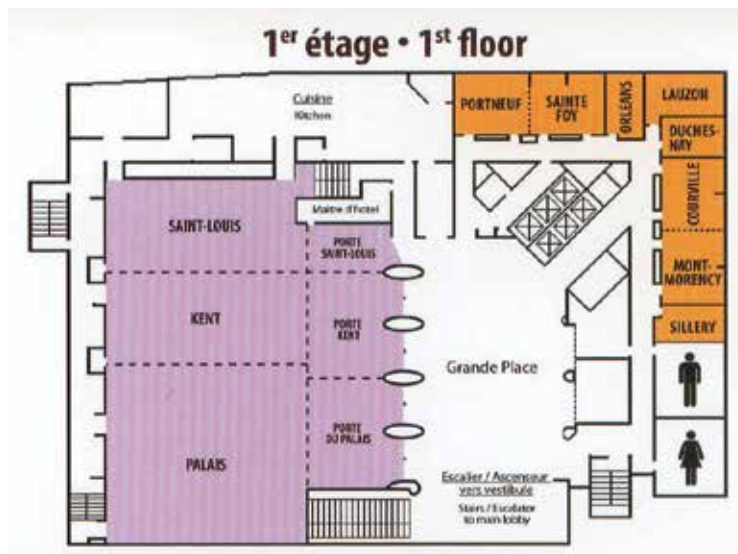 1er étage • 1st floor
Cuisine
Kitchen
PORTNEUF
SAINTE
FOY
ORLÉANS
LAUZON
DUCHES-
NAY
COURVILLE
MONT-
MORENCY
SILLERY
Maître d'hôtel
SAINT-LOUIS
PORTE
SAINT-LOUIS
KENT
PORTE
KENT
Grande Place
PALAIS
PORTE
DU PALAIS
Escalier / Ascenseur
vers vestibule
Stairs / Escalator
to main lobby